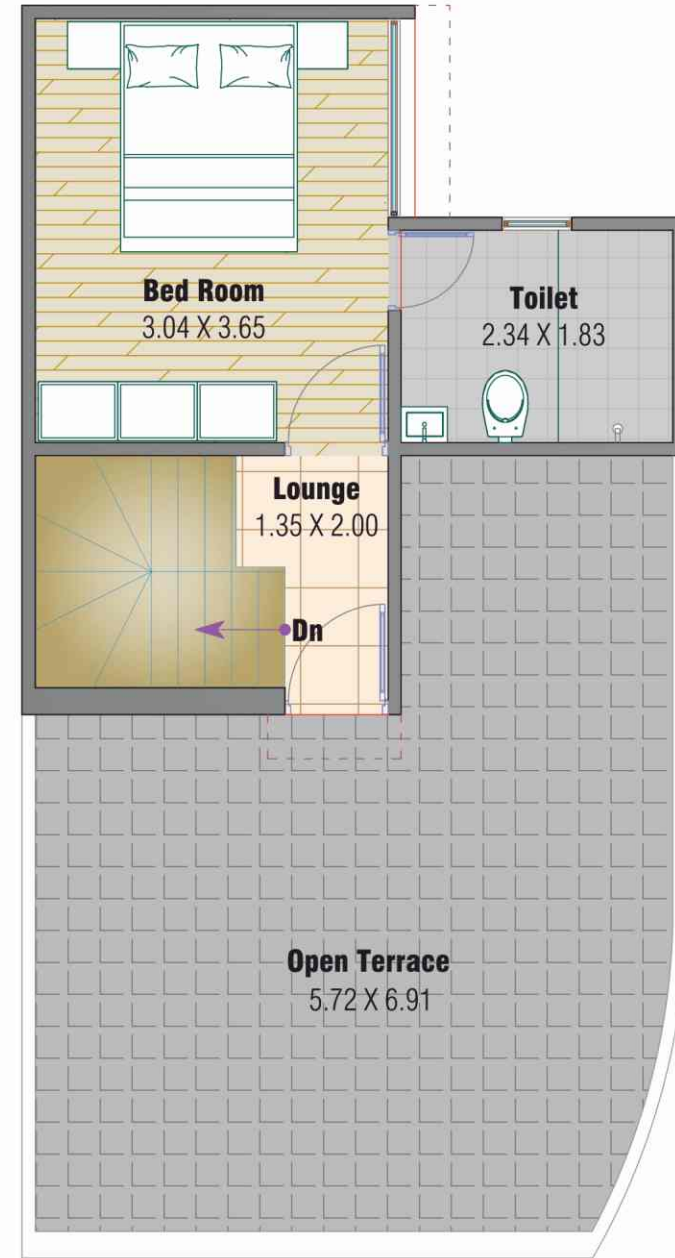 Bed Room
3.04 X 3.65
Toilet
2.34 X 1.83
Lounge
1.35 X 2.00
Dn
Open Terrace
5.72 X 6.91